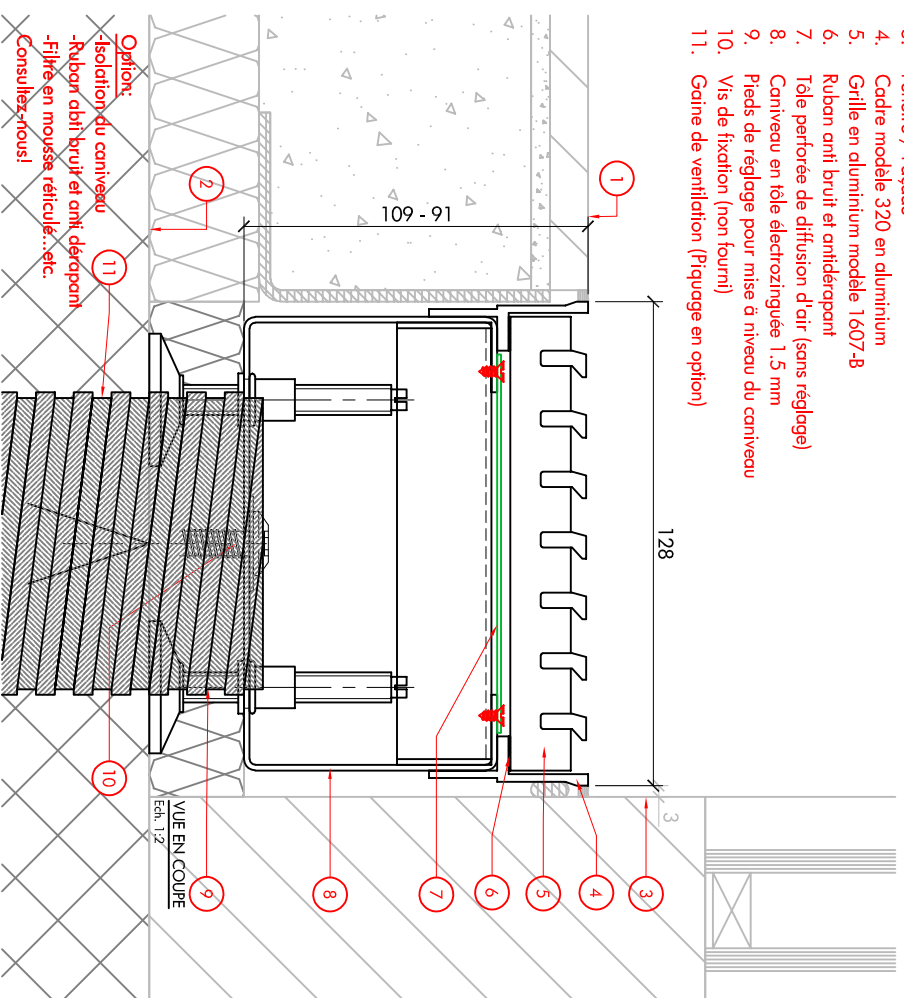 4. Cadre modèle 320 en aluminium
5. Grille en aluminium modèle 1607-B
6. Ruban anti bruit et antidérapant
7. Tôle perforée de diffusion d'air (sans réglage)
8. Caniveau en tôle électrozinguée 1.5 mm
9. Pieds de réglage pour mise à niveau du caniveau
10. Vis de fixation (non fourni)
11. Gaine de ventilation (Piquage en option)
128
109 - 91
3
1
2
3
4
5
6
7
8
9
10
11
VUE EN COUPE
Ech. 1:2
Option:
-Isolation du caniveau
-Ruban abti bruit et anti dérapant
-Filtre en mousse réticulé...etc.
Consultez-nous!